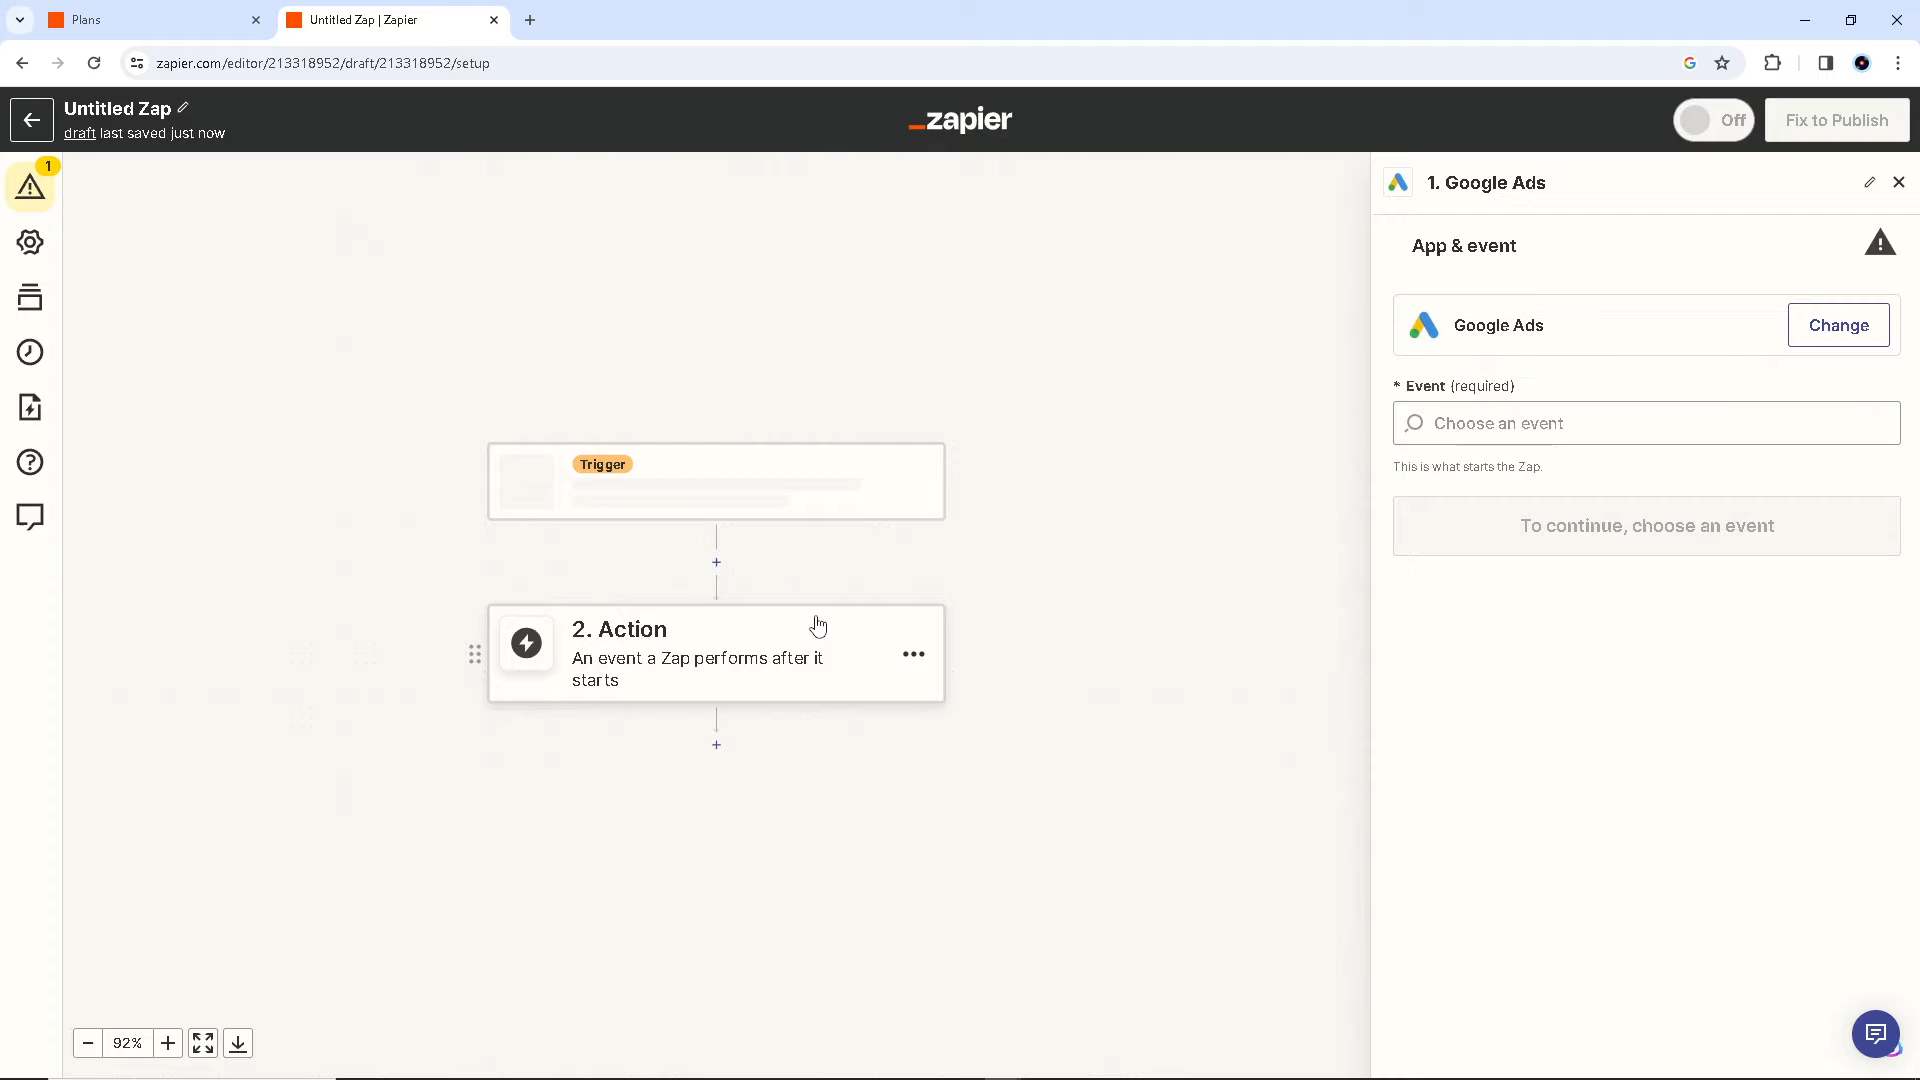 Plans
Untitled Zap | Zapier
zapier.com/editor/213318952/draft/213318952/setup
Untitled Zap
draft last saved just now
_zapier
Off
Fix to Publish
1
1. Google Ads
App & event
Google Ads
Change
* Event (required)
Choose an event
This is what starts the Zap.
To continue, choose an event
Trigger
2. Action
An event a Zap performs after it
starts
92%